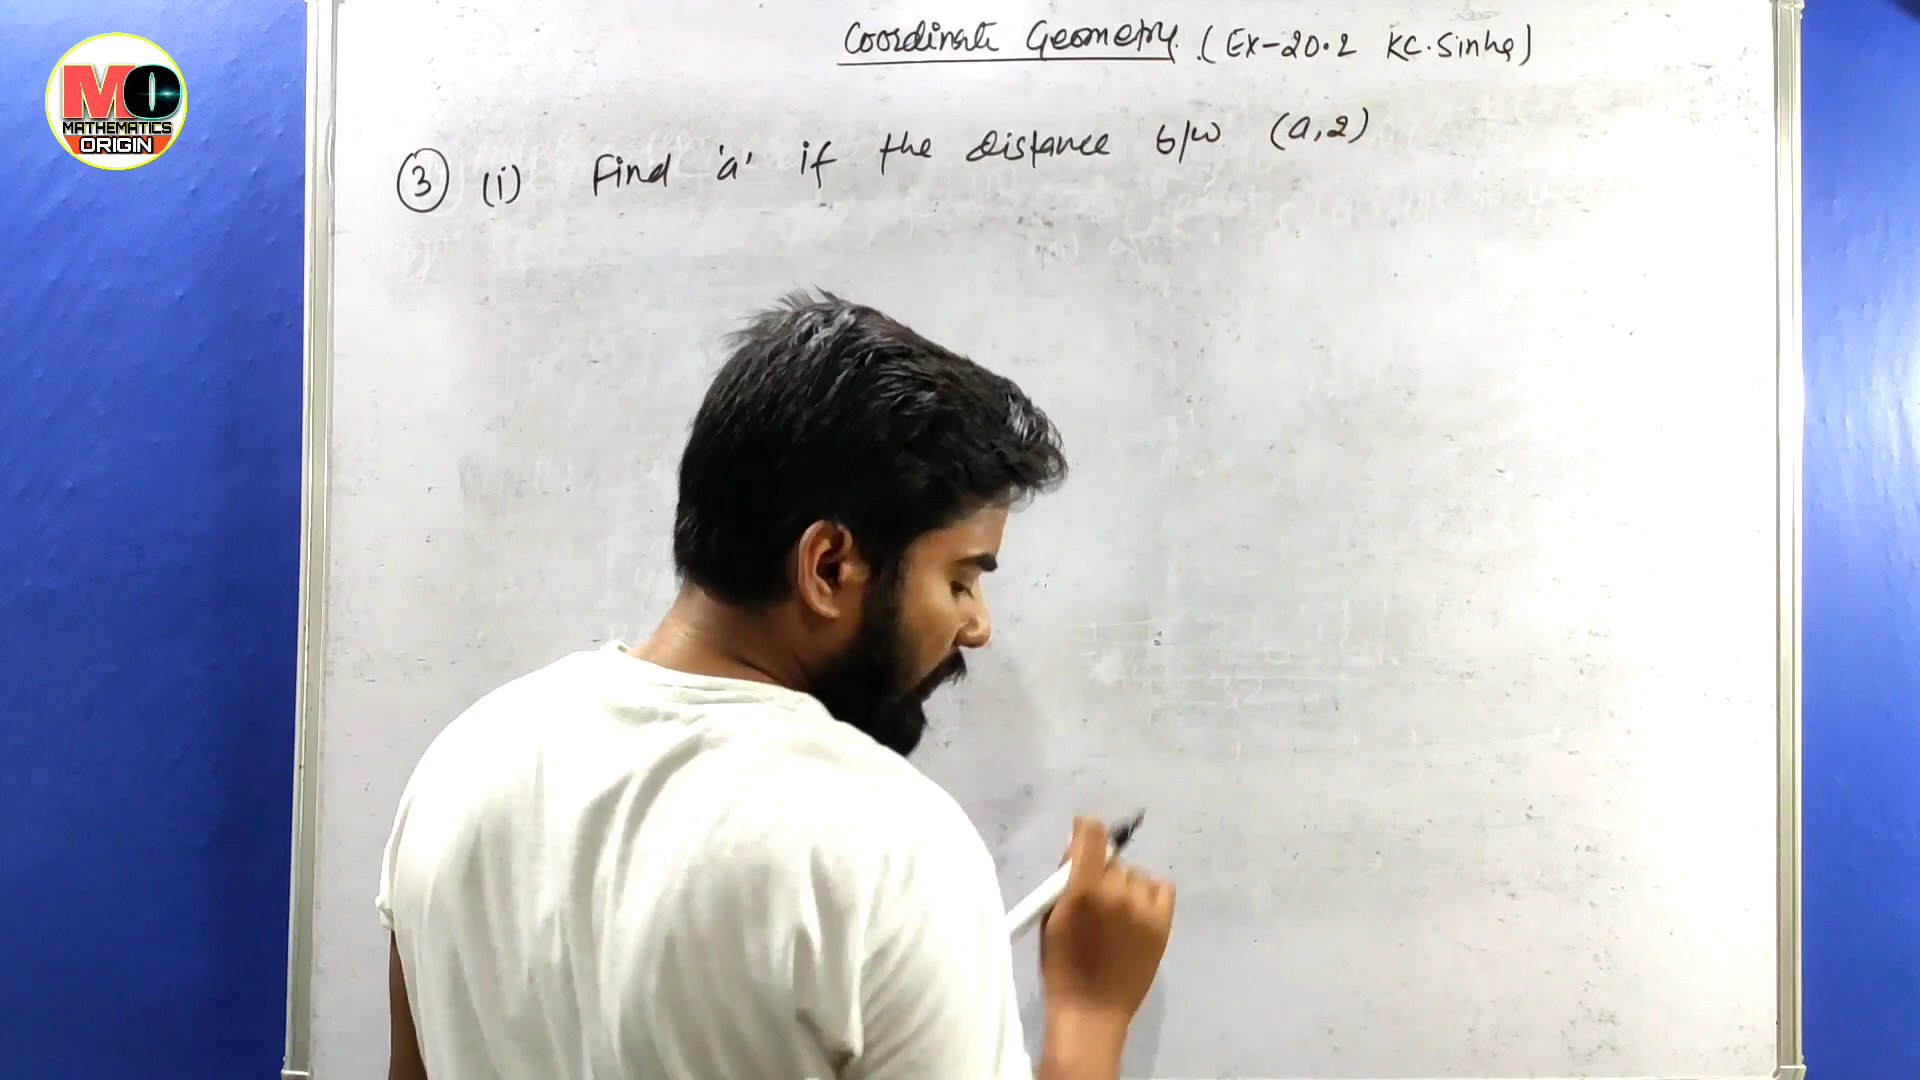 MO
MATHEMATICS
ORIGIN
Coordinate Geometry. (Ex-20.2 KC.Sinha)
3 (i) Find 'a' if the distance b/w (a,2)